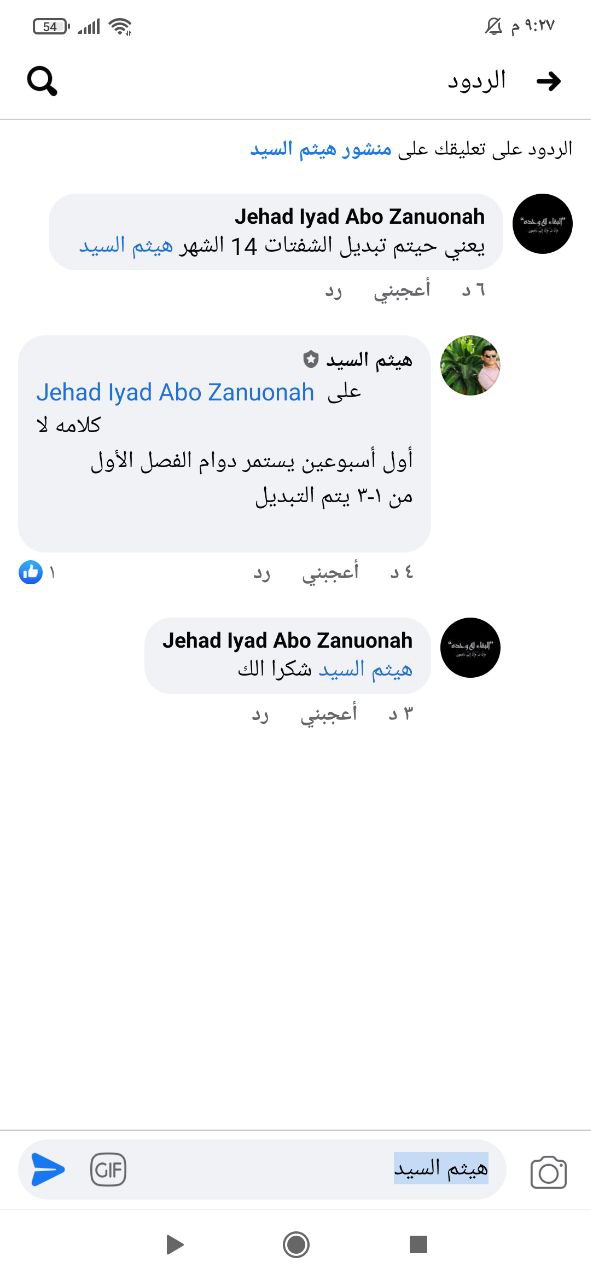 ٩:٢٧ م
54
الردود
الردود على تعليقك على منشور هيثم السيد
Jehad Iyad Abo Zanuonah
يعني حيتم تبديل الشفتات 14 الشهر هيثم السيد
٦ د أعجبني رد
هيثم السيد
Jehad Iyad Abo Zanuonah على
كلامه لا
أول أسبوعين يستمر دوام الفصل الأول
من ١-٣ يتم التبديل
٤ د أعجبني رد ١
Jehad Iyad Abo Zanuonah
هيثم السيد شكرا الك
٣ د أعجبني رد
هيثم السيد
GIF